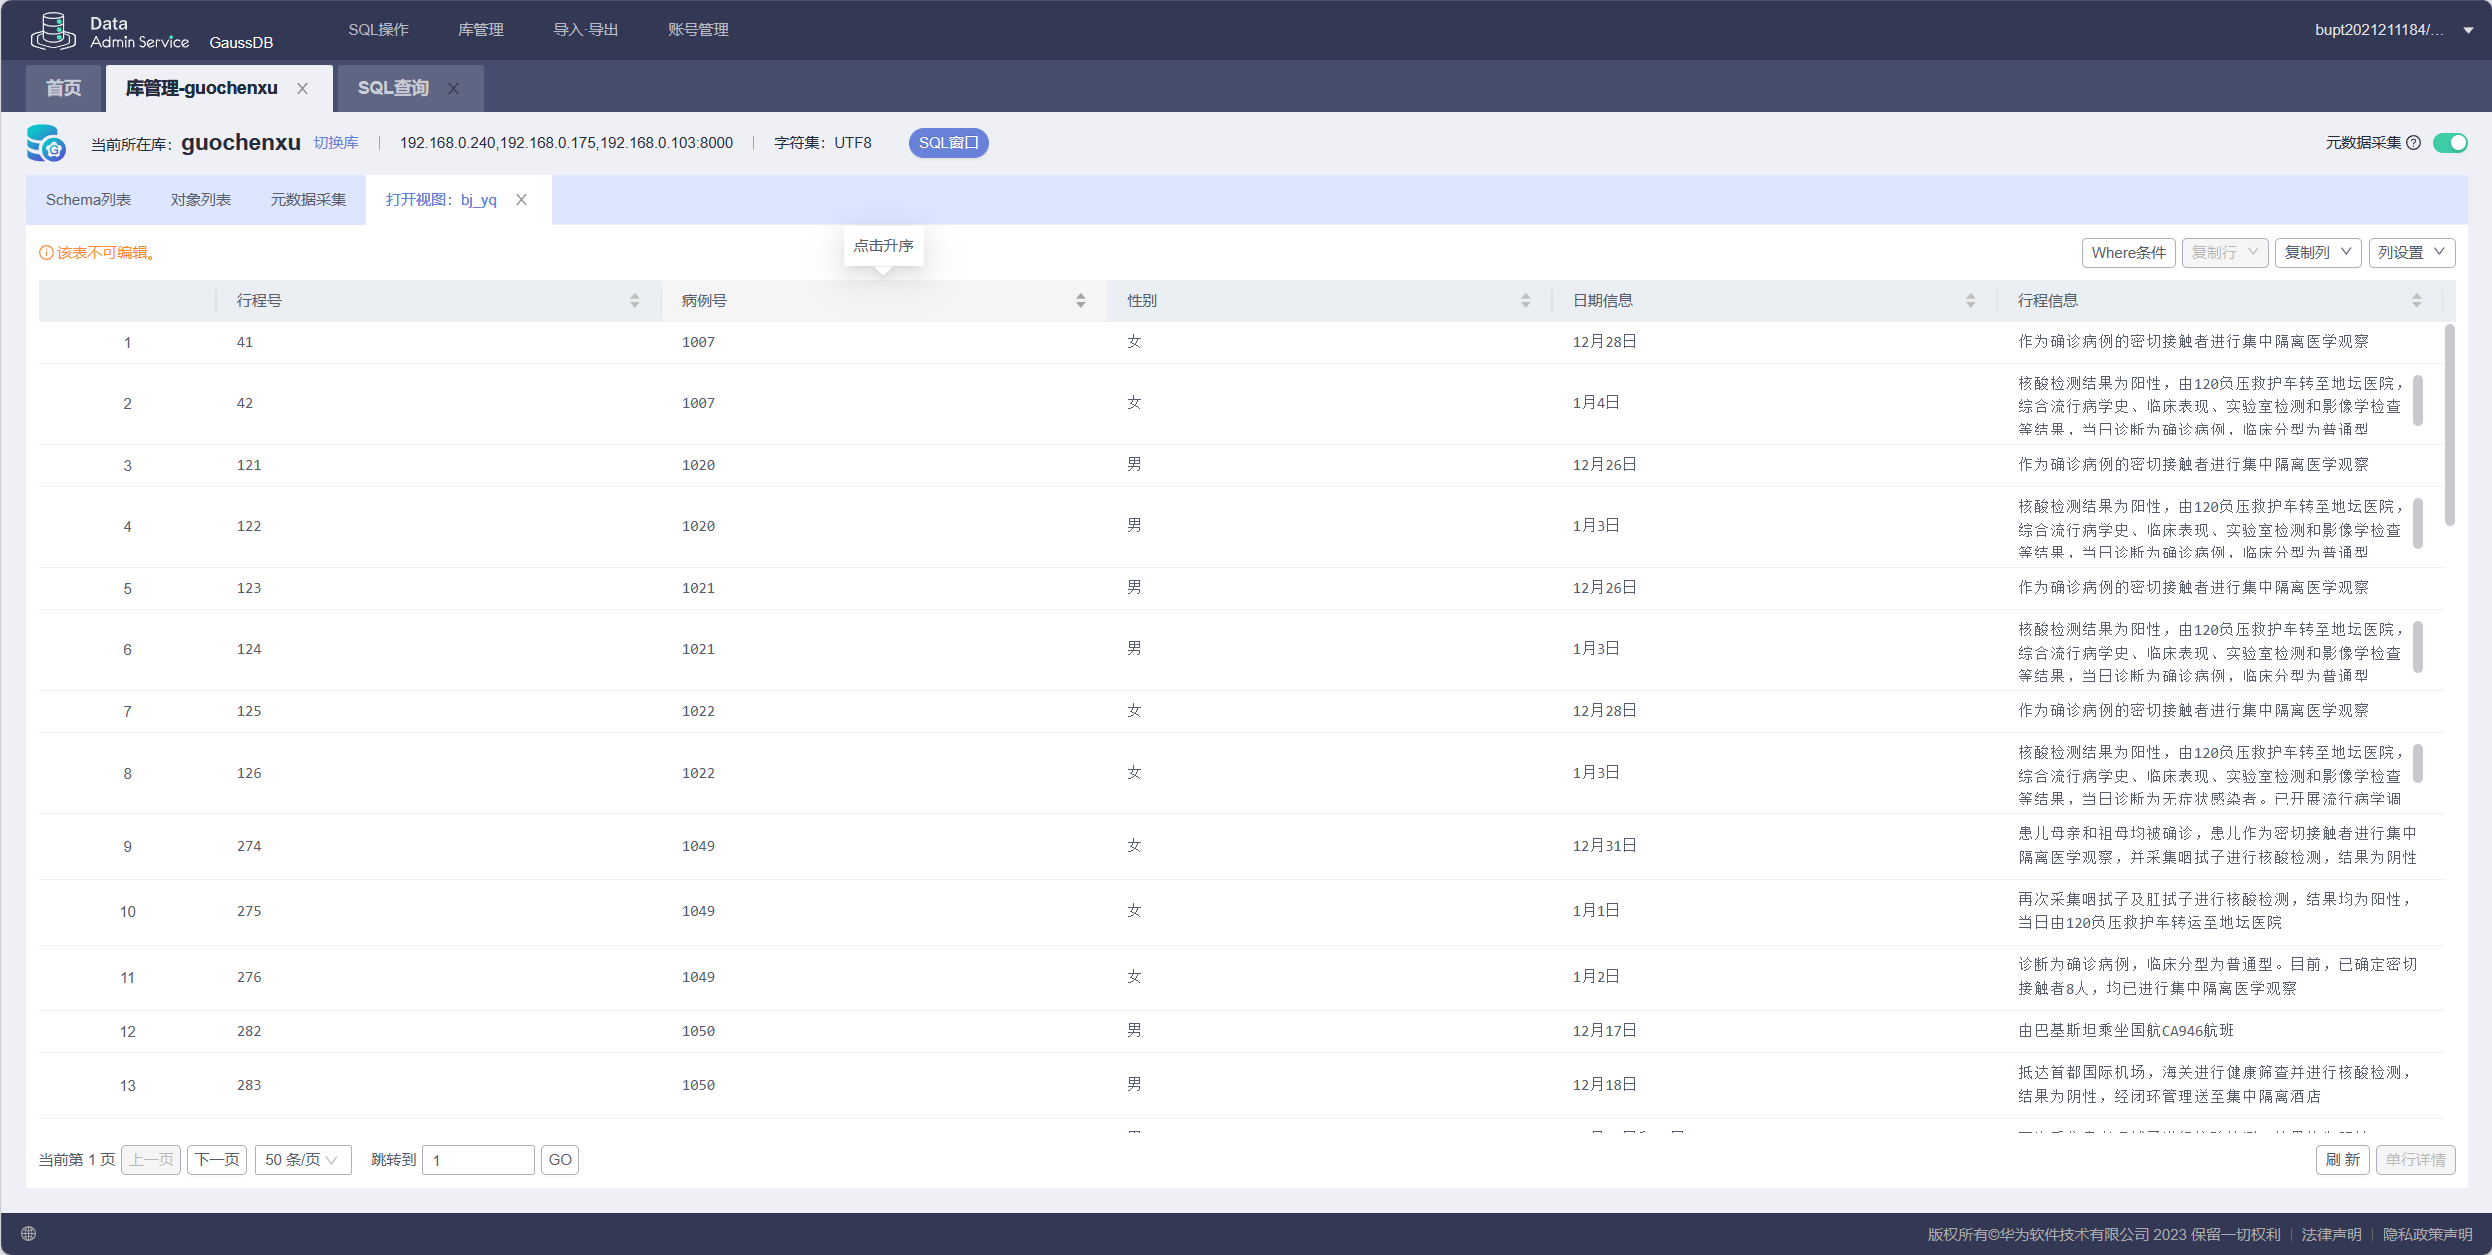 Data
Admin Service GaussDB SQL操作 库管理 导入·导出 账号管理 bupt2021211184/...
首页 库管理-guochenxu SQL查询
当前所在库: guochenxu 切换库 192.168.0.240,192.168.0.175,192.168.0.103:8000 字符集: UTF8 SQL窗口 元数据采集
Schema列表 对象列表 元数据采集 打开视图: bj_yq
点击升序
该表不可编辑。 Where条件 复制行 复制列 列设置
行程号 病例号 性别 日期信息 行程信息
1 41 1007 女 12月28日 作为确诊病例的密切接触者进行集中隔离医学观察
2 42 1007 女 1月4日 核酸检测结果为阳性，由120负压救护车转至地坛医院，
综合流行病学史、临床表现、实验室检测和影像学检查
等结果，当日诊断为确诊病例，临床分型为普通型
3 121 1020 男 12月26日 作为确诊病例的密切接触者进行集中隔离医学观察
4 122 1020 男 1月3日 核酸检测结果为阳性，由120负压救护车转至地坛医院，
综合流行病学史、临床表现、实验室检测和影像学检查
等结果，当日诊断为确诊病例，临床分型为普通型
5 123 1021 男 12月26日 作为确诊病例的密切接触者进行集中隔离医学观察
6 124 1021 男 1月3日 核酸检测结果为阳性，由120负压救护车转至地坛医院，
综合流行病学史、临床表现、实验室检测和影像学检查
等结果，当日诊断为确诊病例，临床分型为普通型
7 125 1022 女 12月28日 作为确诊病例的密切接触者进行集中隔离医学观察
8 126 1022 女 1月3日 核酸检测结果为阳性，由120负压救护车转至地坛医院，
综合流行病学史、临床表现、实验室检测和影像学检查
等结果，当日诊断为无症状感染者。已开展流行病学调
9 274 1049 女 12月31日 患儿母亲和祖母均被确诊，患儿作为密切接触者进行集中
隔离医学观察，并采集咽拭子进行核酸检测，结果为阴性
10 275 1049 女 1月1日 再次采集咽拭子及肛拭子进行核酸检测，结果均为阳性，
当日由120负压救护车转运至地坛医院
11 276 1049 女 1月2日 诊断为确诊病例，临床分型为普通型。目前，已确定密切
接触者8人，均已进行集中隔离医学观察
12 282 1050 男 12月17日 由巴基斯坦乘坐国航CA946航班
13 283 1050 男 12月18日 抵达首都国际机场，海关进行健康筛查并进行核酸检测，
结果为阴性，经闭环管理送至集中隔离酒店
当前第 1 页 上一页 下一页 50 条/页 跳转到 1 GO 刷 新 单行详情
版权所有©华为软件技术有限公司 2023 保留一切权利 法律声明 隐私政策声明